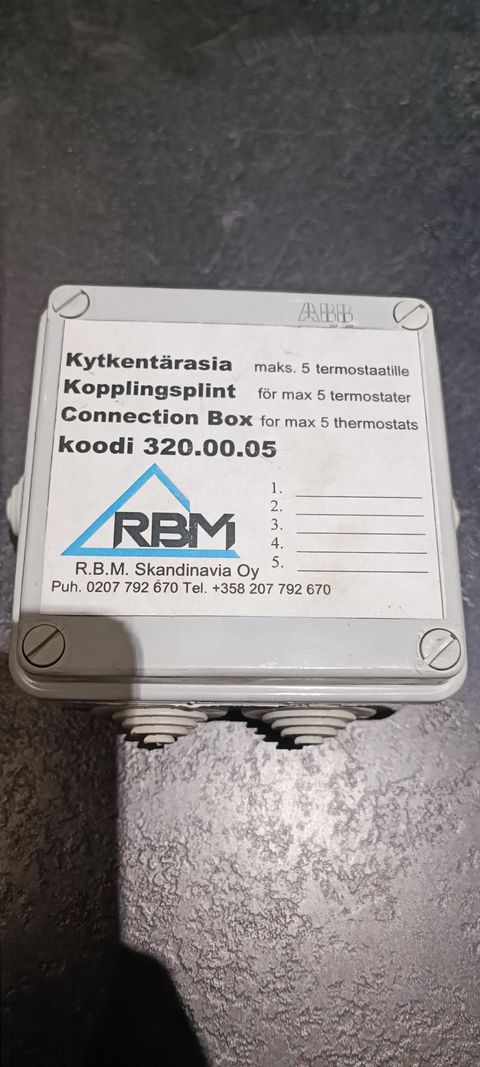 ABB
Kytkentärasia maks. 5 termostaatille
Kopplingsplint för max 5 termostater
Connection Box for max 5 thermostats
koodi 320.00.05
RBM
1.
2.
3.
4.
5.
R.B.M. Skandinavia Oy
Puh. 0207 792 670 Tel. +358 207 792 670